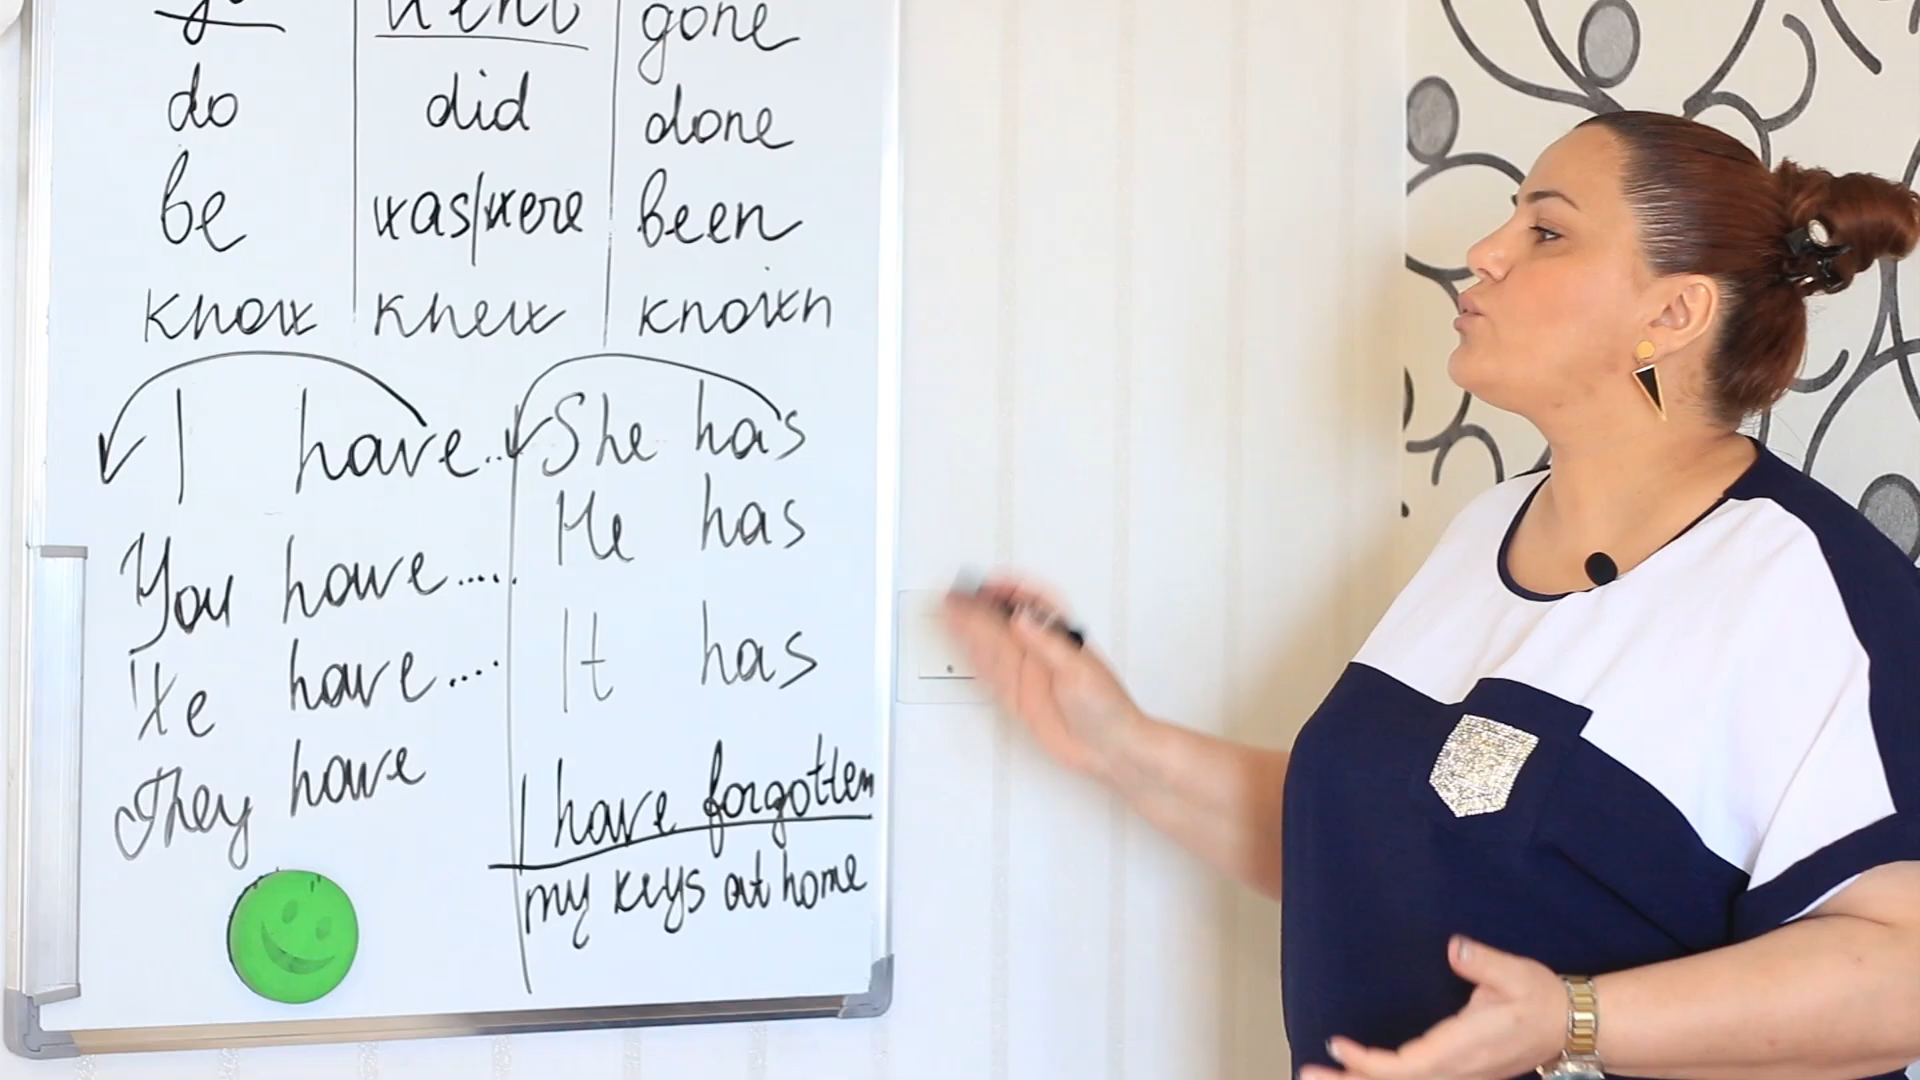 go went gone
do did done
be was/were been
know knew known
I have...
You have.....
We have....
They have
She has
He has
It has
I have forgotten
my keys at home